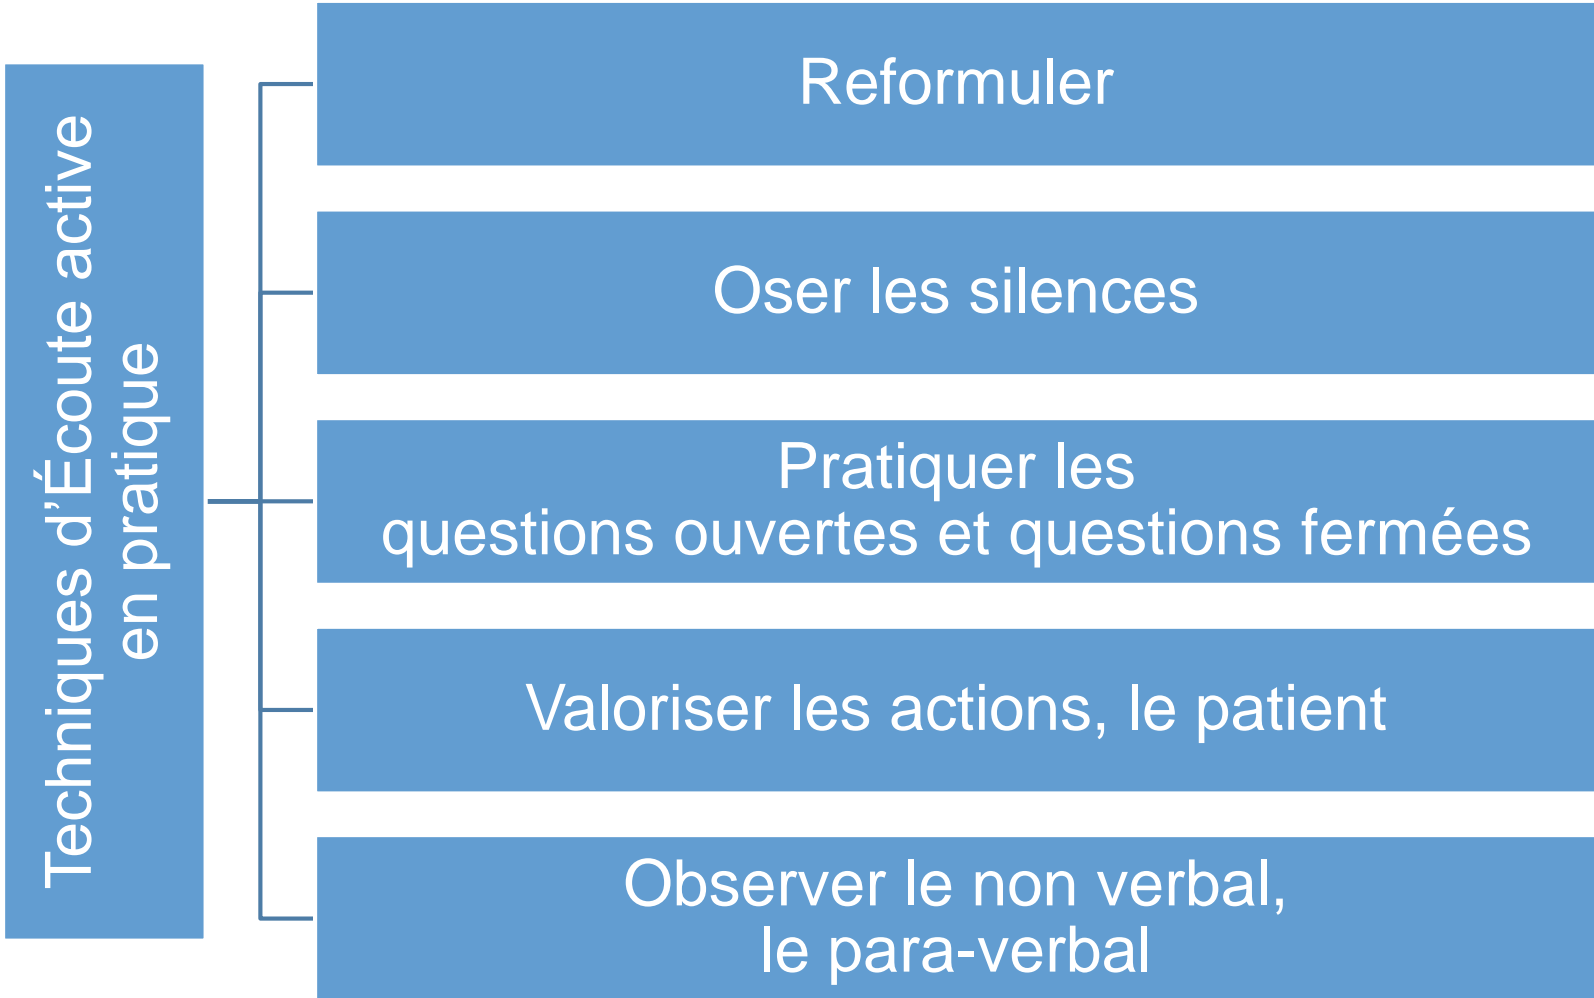 Techniques d’Écoute active
en pratique
Reformuler
Oser les silences
Pratiquer les
questions ouvertes et questions fermées
Valoriser les actions, le patient
Observer le non verbal,
le para-verbal